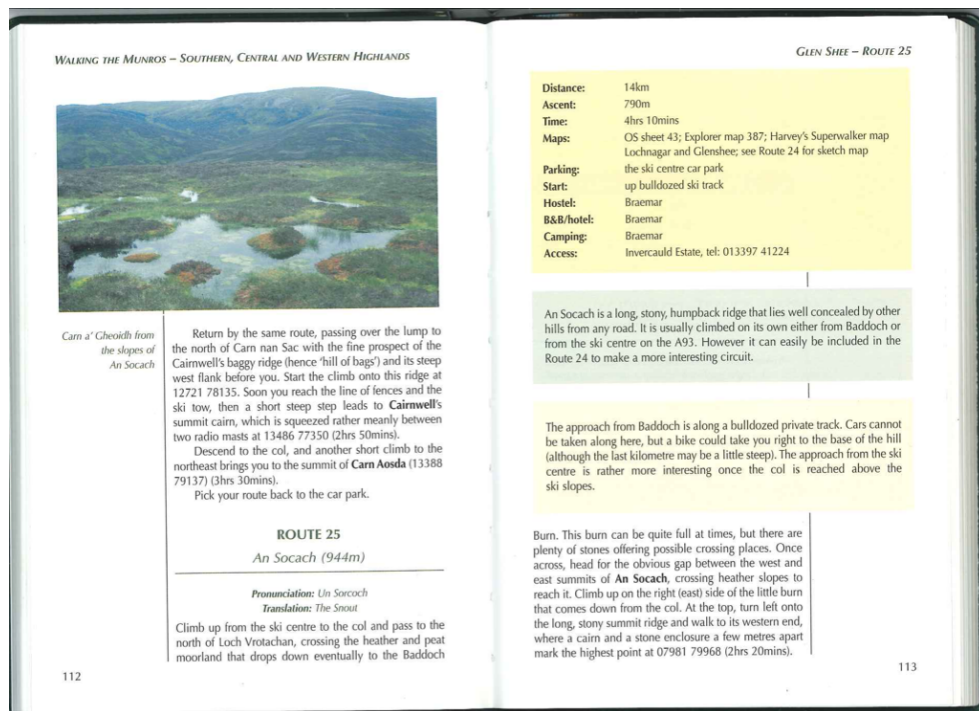 WALKING THE MUNROS – SOUTHERN, CENTRAL AND WESTERN HIGHLANDS
Carn a' Gheoidh from
the slopes of
An Socach
Return by the same route, passing over the lump to
the north of Carn nan Sac with the fine prospect of the
Cairnwell's baggy ridge (hence 'hill of bags') and its steep
west flank before you. Start the climb onto this ridge at
12721 78135. Soon you reach the line of fences and the
ski tow, then a short steep step leads to Cairnwell's
summit cairn, which is squeezed rather meanly between
two radio masts at 13486 77350 (2hrs 50mins).
Descend to the col, and another short climb to the
northeast brings you to the summit of Carn Aosda (13388
79137) (3hrs 30mins).
Pick your route back to the car park.
ROUTE 25
An Socach (944m)
Pronunciation: Un Sorcoch
Translation: The Snout
Climb up from the ski centre to the col and pass to the
north of Loch Vrotachan, crossing the heather and peat
moorland that drops down eventually to the Baddoch
112
GLEN SHEE – ROUTE 25
Distance: 14km
Ascent: 790m
Time: 4hrs 10mins
Maps: OS sheet 43; Explorer map 387; Harvey's Superwalker map
Lochnagar and Glenshee; see Route 24 for sketch map
Parking: the ski centre car park
Start: up bulldozed ski track
Hostel: Braemar
B&B/hotel: Braemar
Camping: Braemar
Access: Invercauld Estate, tel: 013397 41224
An Socach is a long, stony, humpback ridge that lies well concealed by other
hills from any road. It is usually climbed on its own either from Baddoch or
from the ski centre on the A93. However it can easily be included in the
Route 24 to make a more interesting circuit.
The approach from Baddoch is along a bulldozed private track. Cars cannot
be taken along here, but a bike could take you right to the base of the hill
(although the last kilometre may be a little steep). The approach from the ski
centre is rather more interesting once the col is reached above the
ski slopes.
Burn. This burn can be quite full at times, but there are
plenty of stones offering possible crossing places. Once
across, head for the obvious gap between the west and
east summits of An Socach, crossing heather slopes to
reach it. Climb up on the right (east) side of the little burn
that comes down from the col. At the top, turn left onto
the long, stony summit ridge and walk to its western end,
where a cairn and a stone enclosure a few metres apart
mark the highest point at 07981 79968 (2hrs 20mins).
113